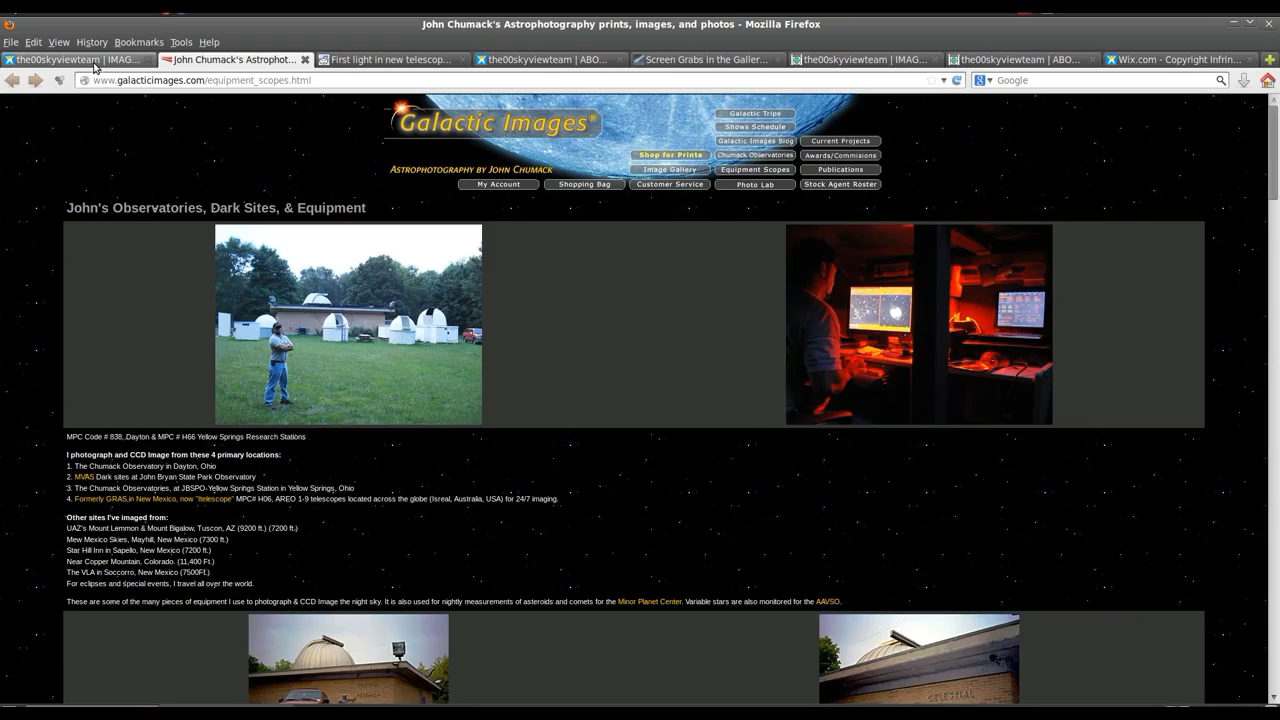 John Chumack's Astrophotography prints, images, and photos - Mozilla Firefox
File Edit View History Bookmarks Tools Help
the00skyviewteam | IMAG... John Chumack's Astrophot... First light in new telescop... the00skyviewteam | ABO... Screen Grabs in the Galler... the00skyviewteam | IMAG... the00skyviewteam | ABO... Wix.com - Copyright Infrin...
www.galacticimages.com/equipment_scopes.html Google
Galactic Images®
Astrophotography by John Chumack
Galactic Trips
Shows Schedule
Galactic Images Blog Current Projects
Shop for Prints Chumack Observatories Awards/Commisions
Image Gallery Equipment Scopes Publications
My Account Shopping Bag Customer Service Photo Lab Stock Agent Roster
John's Observatories, Dark Sites, & Equipment
MPC Code # 838, Dayton & MPC # H66 Yellow Springs Research Stations
I photograph and CCD Image from these 4 primary locations:
1. The Chumack Observatory in Dayton, Ohio
2. MVAS Dark sites at John Bryan State Park Observatory
3. The Chumack Observatories, at JBSPO-Yellow Springs Station in Yellow Springs, Ohio
4. Formerly GRAS,in New Mexico, now "Itelescope" MPC# H06, AREO 1-9 telescopes located across the globe (Isreal, Australia, USA) for 24/7 imaging.
Other sites I've imaged from:
UAZ's Mount Lemmon & Mount Bigalow, Tuscon, AZ (9200 ft.) (7200 ft.)
Mew Mexico Skies, Mayhill, New Mexico (7300 ft.)
Star Hill Inn in Sapello, New Mexico (7200 ft.)
Near Copper Mountain, Colorado. (11,400 Ft.)
The VLA in Soccorro, New Mexico (7500Ff.)
For eclipses and special events, I travel all over the world.
These are some of the many pieces of equipment I use to photograph & CCD Image the night sky. It is also used for nightly measurements of asteroids and comets for the Minor Planet Center. Variable stars are also monitored for the AAVSO.